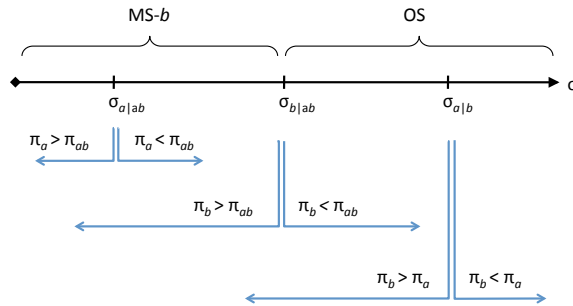 MS-b OS
σ
σa|ab σb|ab σa|b
πa > πab πa < πab
πb > πab πb < πab
πb > πa πb < πa